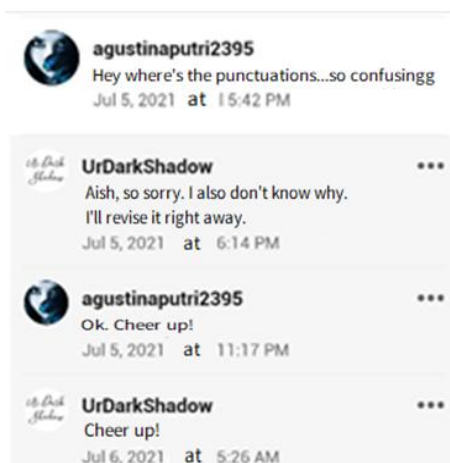 agustinaputri2395
Hey where's the punctuations...so confusingg
Jul 5, 2021 at 15:42 PM
UrDarkShadow
Aish, so sorry. I also don't know why.
I'll revise it right away.
Jul 5, 2021 at 6:14 PM
agustinaputri2395
Ok. Cheer up!
Jul 5, 2021 at 11:17 PM
UrDarkShadow
Cheer up!
Jul 6, 2021 at 5:26 AM